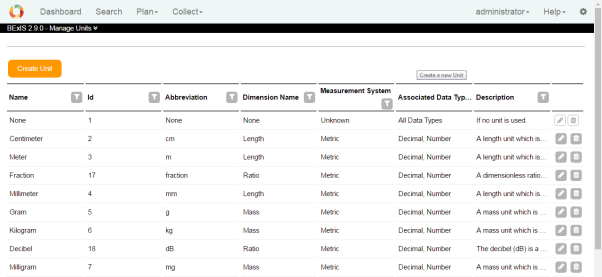 Dashboard Search Plan Collect administrator Help
BExIS 2.9.0 - Manage Units
Create Unit
Create a new Unit
Name Id Abbreviation Dimension Name Measurement System Associated Data Typ... Description
None 1 None None Unknown All Data Types If no unit is used.
Centimeter 2 cm Length Metric Decimal, Number A length unit which is...
Meter 3 m Length Metric Decimal, Number A length unit which is...
Fraction 17 fraction Ratio Metric Decimal, Number A dimensionless ratio...
Millimeter 4 mm Length Metric Decimal, Number A length unit which is...
Gram 5 g Mass Metric Decimal, Number A mass unit which is ...
Kilogram 6 kg Mass Metric Decimal, Number A mass unit which is ...
Decibel 18 dB Ratio Metric Decimal, Number The decibel (dB) is a ...
Milligram 7 mg Mass Metric Decimal, Number A mass unit which is ...